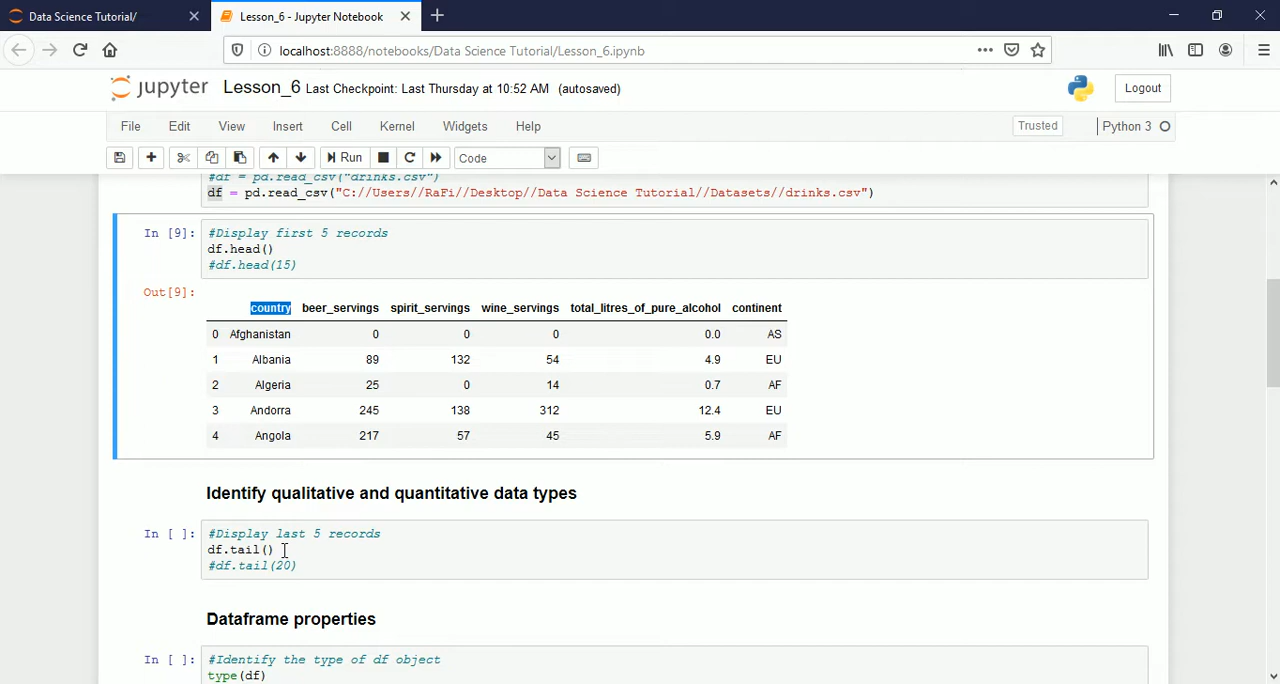 Data Science Tutorial/
Lesson_6 - Jupyter Notebook
localhost:8888/notebooks/Data Science Tutorial/Lesson_6.ipynb
jupyter Lesson_6 Last Checkpoint: Last Thursday at 10:52 AM (autosaved)
Logout
File Edit View Insert Cell Kernel Widgets Help
Trusted
Python 3
Run
Code
#df = pd.read_csv("drinks.csv")
df = pd.read_csv("C://Users//RaFi//Desktop//Data Science Tutorial//Datasets//drinks.csv")
In [9]: #Display first 5 records
df.head()
#df.head(15)
Out[9]:
country beer_servings spirit_servings wine_servings total_litres_of_pure_alcohol continent
0 Afghanistan 0 0 0 0.0 AS
1 Albania 89 132 54 4.9 EU
2 Algeria 25 0 14 0.7 AF
3 Andorra 245 138 312 12.4 EU
4 Angola 217 57 45 5.9 AF
Identify qualitative and quantitative data types
In [ ]: #Display last 5 records
df.tail()
#df.tail(20)
Dataframe properties
In [ ]: #Identify the type of df object
type(df)